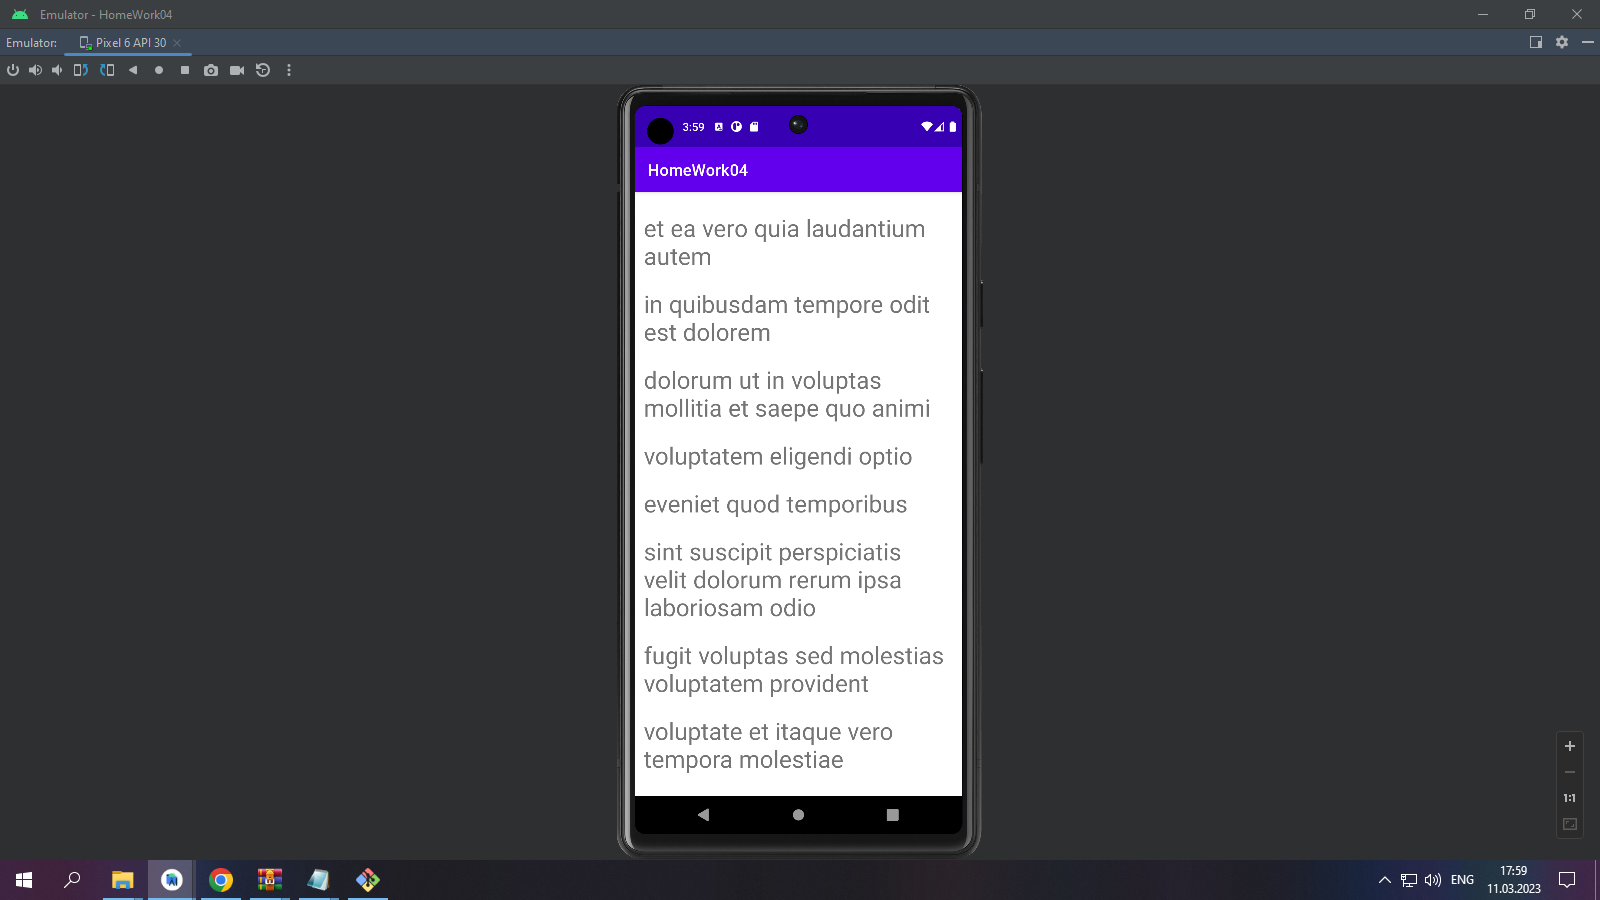 Emulator - HomeWork04
Emulator:
Pixel 6 API 30
3:59
HomeWork04
et ea vero quia laudantium
autem
in quibusdam tempore odit
est dolorem
dolorum ut in voluptas
mollitia et saepe quo animi
voluptatem eligendi optio
eveniet quod temporibus
sint suscipit perspiciatis
velit dolorum rerum ipsa
laboriosam odio
fugit voluptas sed molestias
voluptatem provident
voluptate et itaque vero
tempora molestiae
1:1
ENG
17:59
11.03.2023